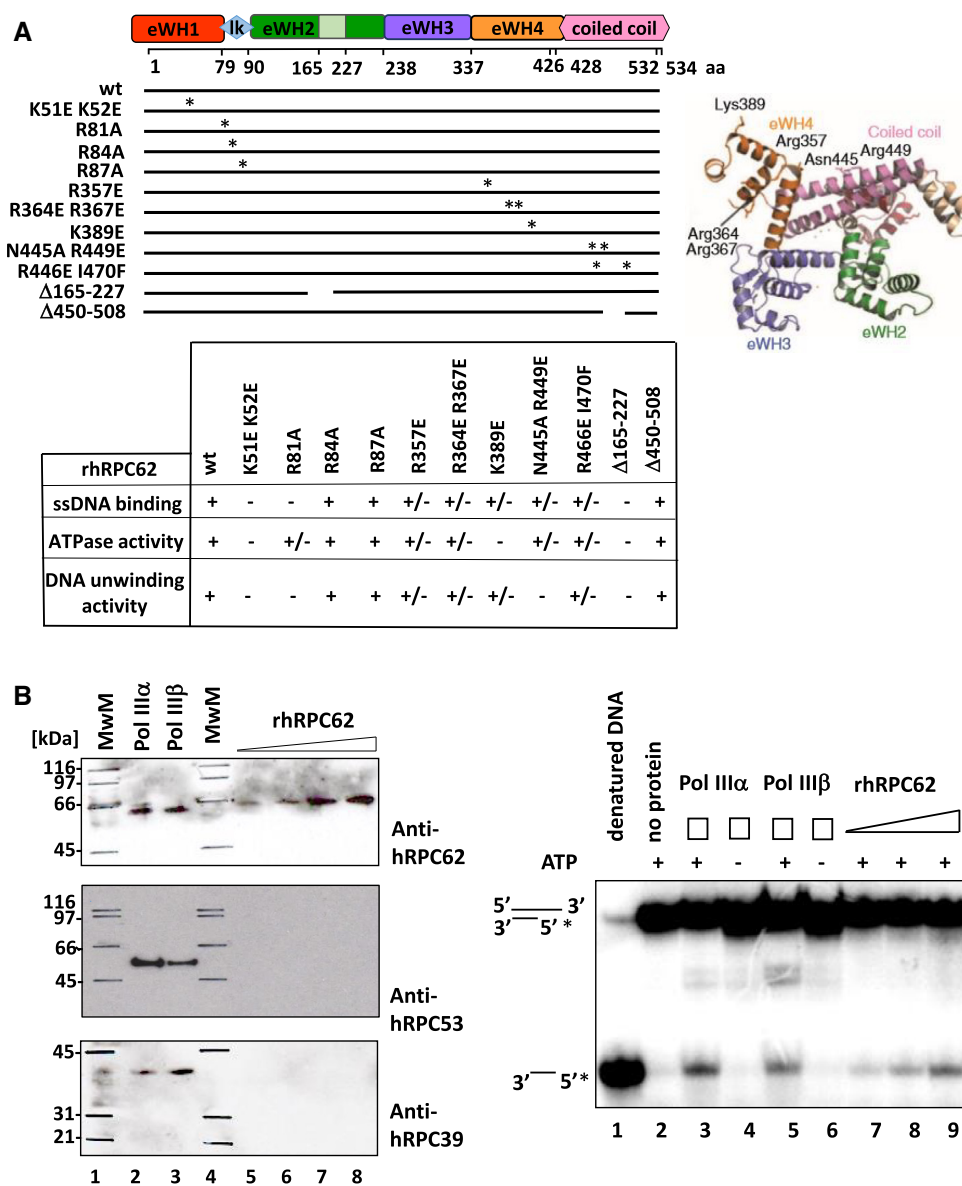 A
eWH1 lk eWH2 eWH3 eWH4 coiled coil
1 79 90 165 227 238 337 426 428 532 534 aa
wt
K51E K52E *
R81A *
R84A *
R87A *
R357E *
R364E R367E **
K389E *
N445A R449E **
R446E I470F * *
Δ165-227
Δ450-508
Lys389
eWH4
Arg357
Coiled coil
Asn445 Arg449
Arg364
Arg367
eWH3
eWH2
rhRPC62 wt K51E K52E R81A R84A R87A R357E R364E R367E K389E N445A R449E R466E I470F Δ165-227 Δ450-508
ssDNA binding + - - + + +/- +/- +/- +/- +/- - +
ATPase activity + - +/- + + +/- +/- - +/- +/- - +
DNA unwinding activity + - - + + +/- +/- - - +/- - +
B
[kDa] MwM Pol IIIα Pol IIIβ MwM rhRPC62
116
97
66
45
Anti-
hRPC62
116
97
66
45
Anti-
hRPC53
45
31
21
Anti-
hRPC39
1 2 3 4 5 6 7 8
denatured DNA no protein Pol IIIα Pol IIIβ rhRPC62
ATP + + - + - + + +
5’ 3’
3’ 5’ *
3’ 5’*
1 2 3 4 5 6 7 8 9